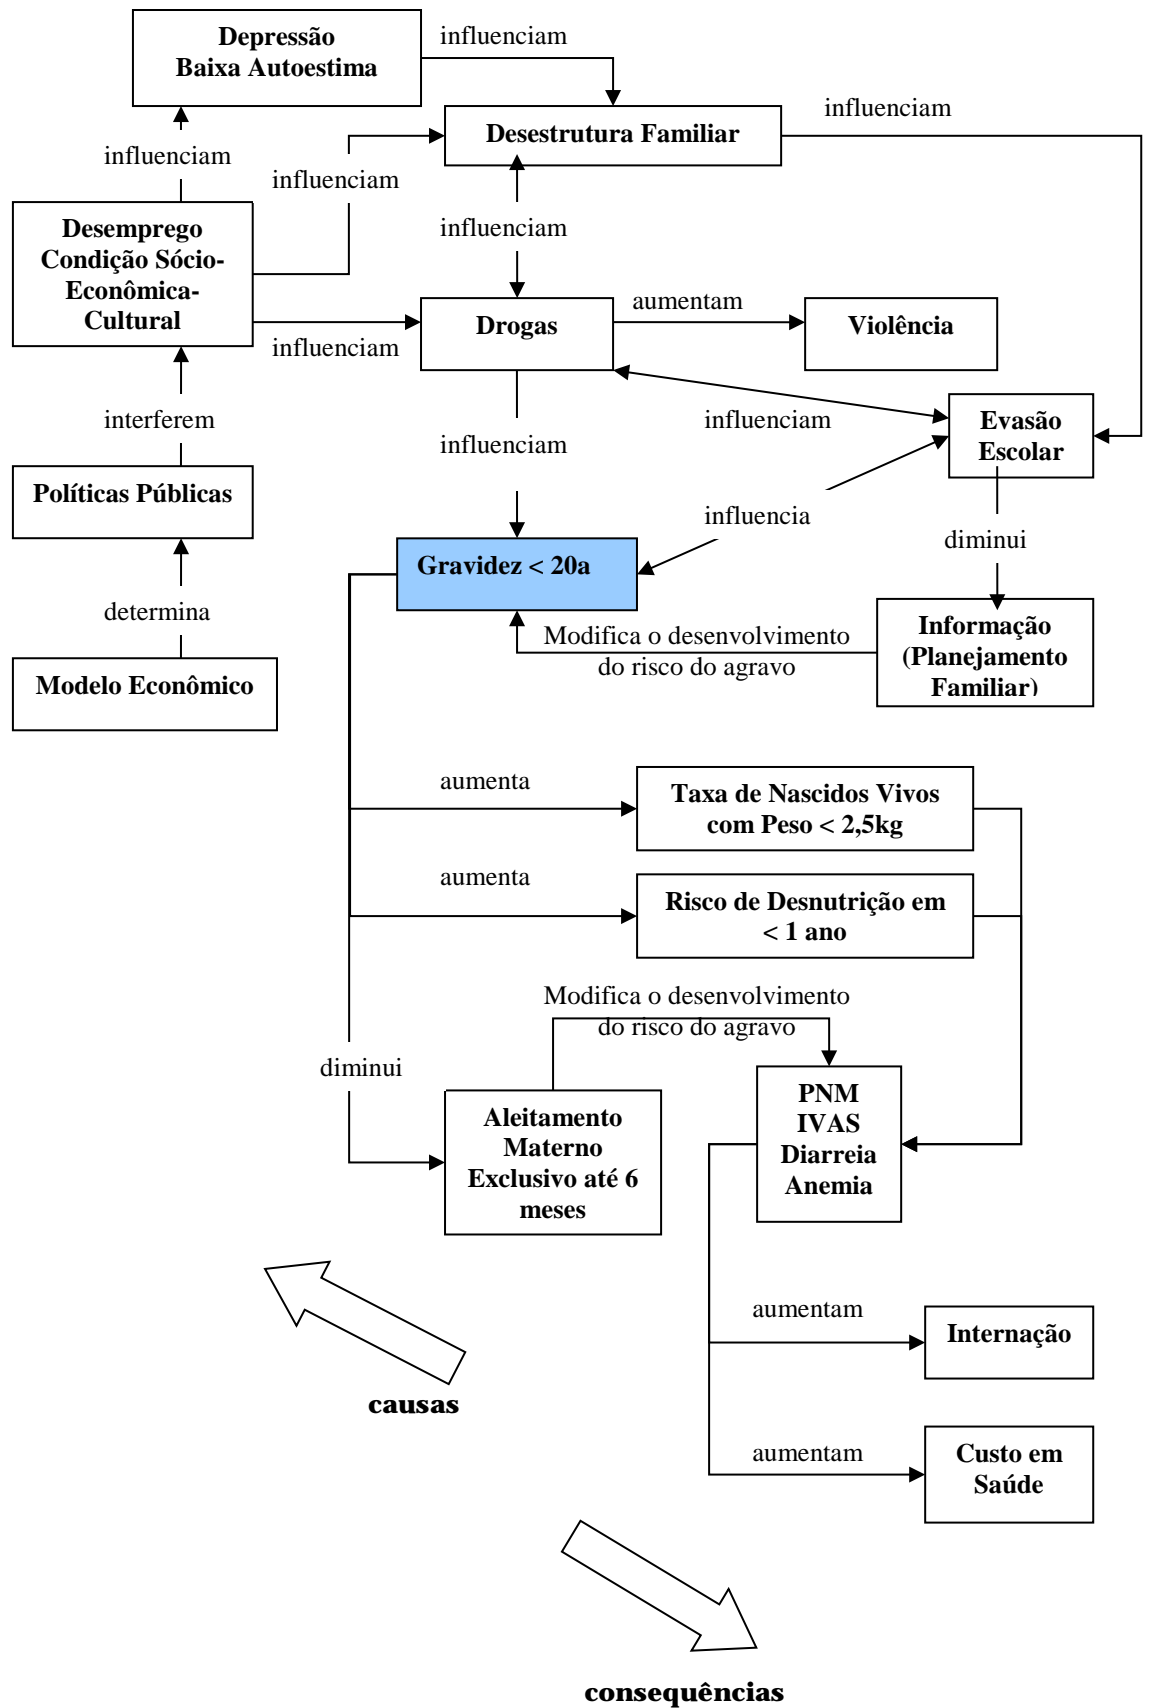 Depressão
Baixa Autoestima
influenciam
Desestrutura Familiar
influenciam
influenciam
influenciam
Desemprego
Condição Sócio-
Econômica-
Cultural
influenciam
influenciam
Drogas
aumentam
Violência
interferem
influenciam
influenciam
Evasão
Escolar
Políticas Públicas
influencia
diminui
Gravidez < 20a
determina
Modifica o desenvolvimento
do risco do agravo
Informação
(Planejamento
Familiar)
Modelo Econômico
aumenta
Taxa de Nascidos Vivos
com Peso < 2,5kg
aumenta
Risco de Desnutrição em
< 1 ano
Modifica o desenvolvimento
do risco do agravo
diminui
Aleitamento
Materno
Exclusivo até 6
meses
PNM
IVAS
Diarreia
Anemia
aumentam
Internação
causas
aumentam
Custo em
Saúde
consequências